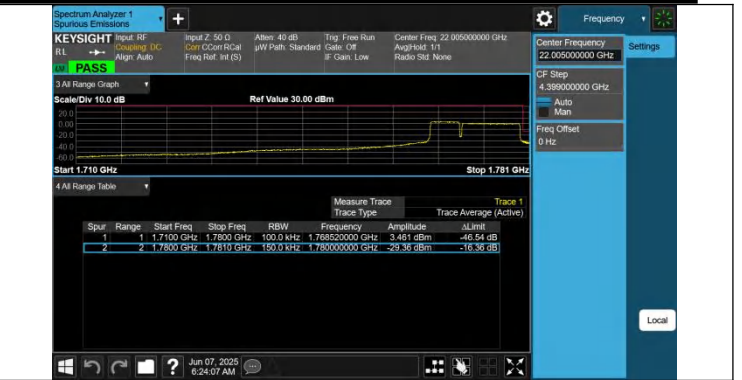 Spectrum Analyzer 1
Spurious Emissions
+
Frequency
KEYSIGHT
Input: RF
Input Z: 50 Ω
Atten: 40 dB
Trig: Free Run
Center Freq: 22.005000000 GHz
RL
Coupling: DC
Corr CCorr RCal
µW Path: Standard
Gate: Off
Avg|Hold: 1/1
Align: Auto
Freq Ref: Int (S)
IF Gain: Low
Radio Std: None
PASS
Center Frequency
22.005000000 GHz
Settings
CF Step
4.399000000 GHz
Auto
Man
Freq Offset
0 Hz
3 All Range Graph
Scale/Div 10.0 dB
Ref Value 30.00 dBm
20.0
0.00
-20.0
-40.0
-60.0
Start 1.710 GHz
Stop 1.781 GHz
4 All Range Table
Measure Trace
Trace 1
Trace Type
Trace Average (Active)
Spur Range Start Freq Stop Freq RBW Frequency Amplitude ΔLimit
1 1 1.7100 GHz 1.7800 GHz 100.0 kHz 1.768520000 GHz 3.461 dBm -46.54 dB
2 2 1.7800 GHz 1.7810 GHz 150.0 kHz 1.780000000 GHz -29.36 dBm -16.36 dB
Local
?
Jun 07, 2025
6:24:07 AM